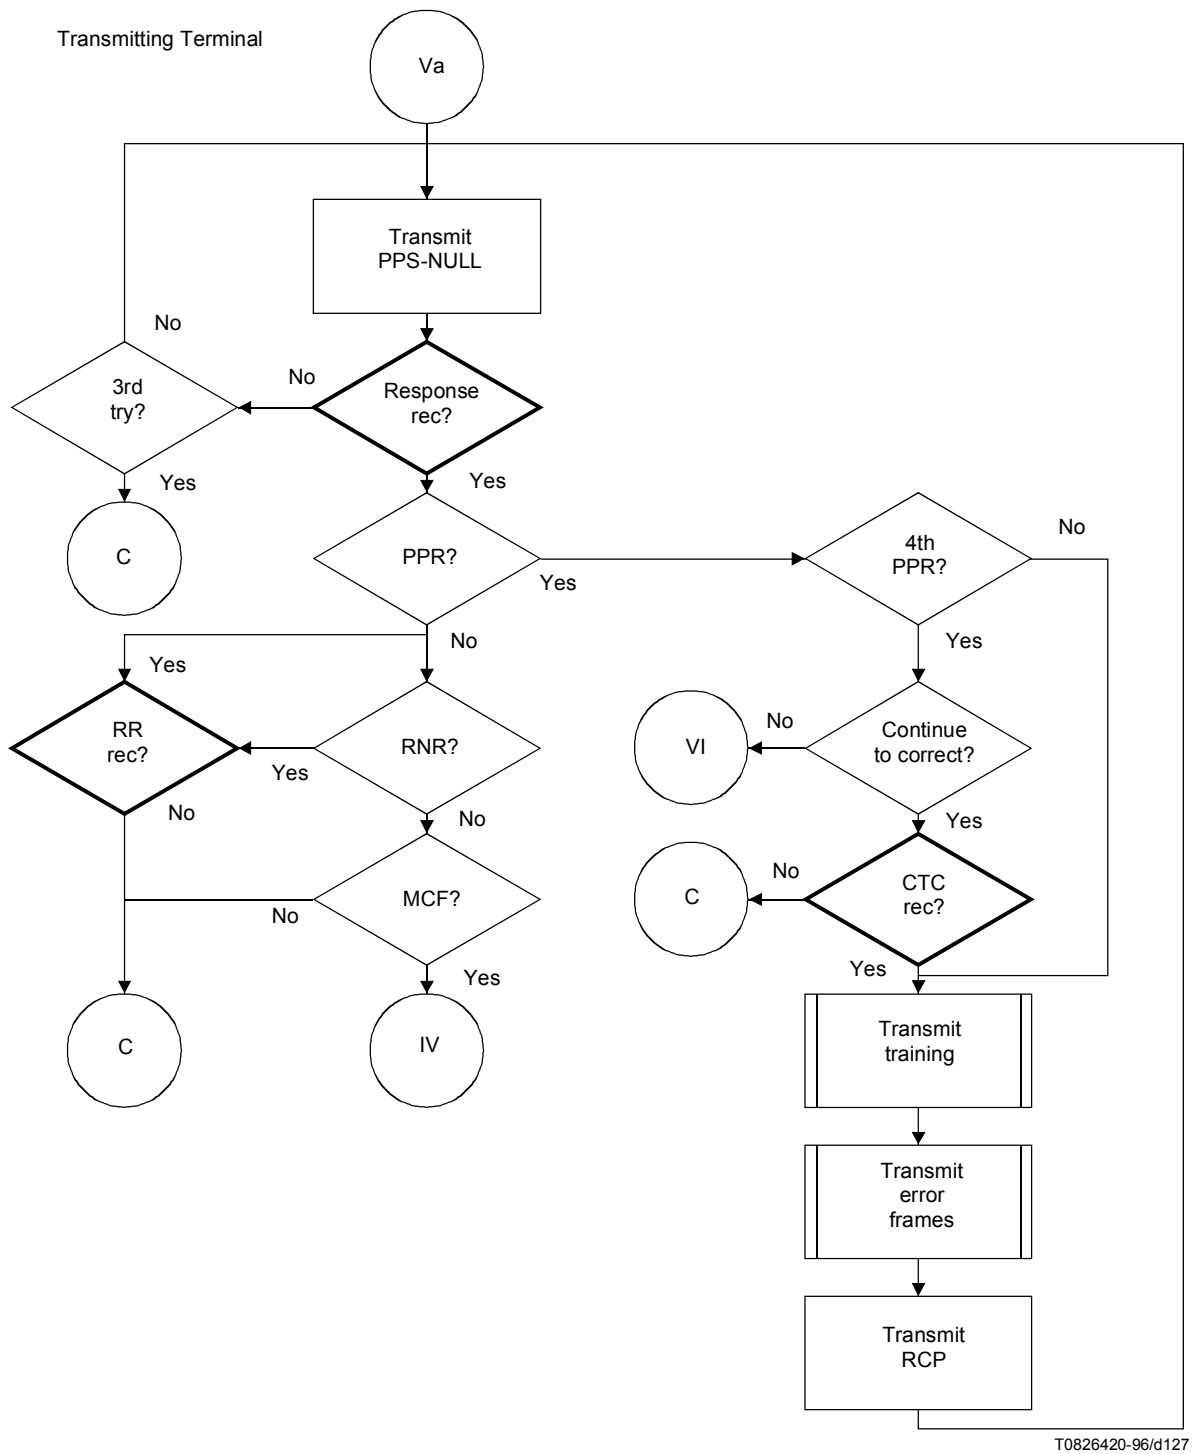 Transmitting Terminal
Va
Transmit
PPS-NULL
No
No
3rd
try?
Response
rec?
Yes
Yes
C
PPR?
Yes
4th
PPR?
No
No
Yes
Yes
RR
rec?
RNR?
Yes
VI
No
Continue
to correct?
No
No
Yes
MCF?
No
C
No
CTC
rec?
Yes
Yes
C
IV
Transmit
training
Transmit
error
frames
Transmit
RCP
T0826420-96/d127